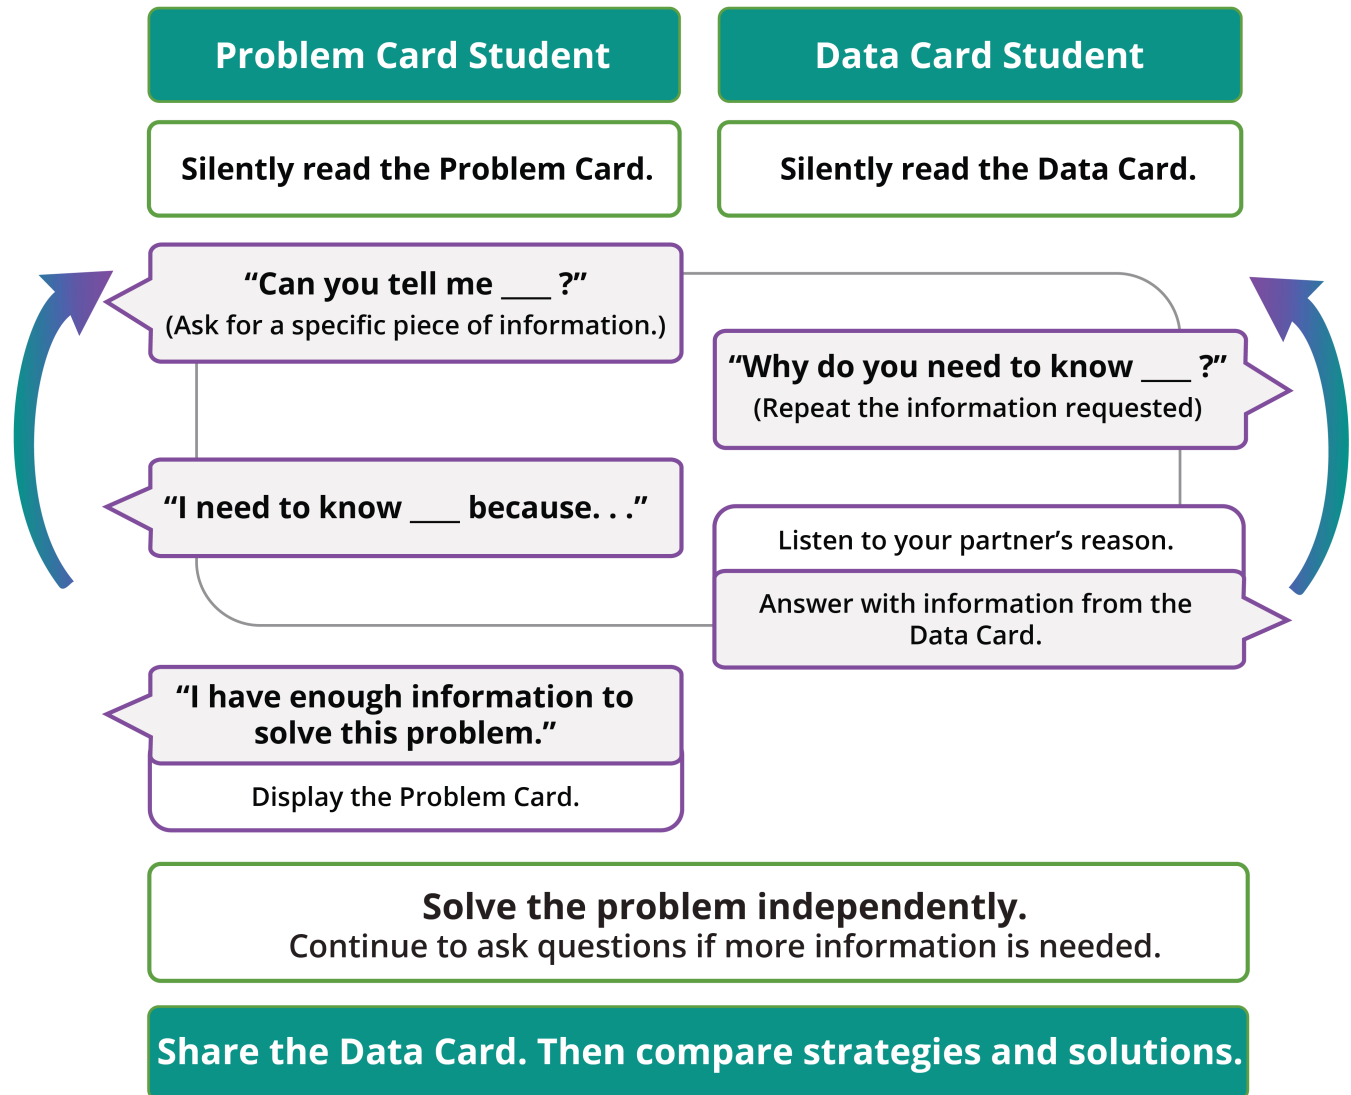 Problem Card Student
Data Card Student
Silently read the Problem Card.
Silently read the Data Card.
“Can you tell me ____ ?”
(Ask for a specific piece of information.)
“Why do you need to know ____ ?”
(Repeat the information requested)
“I need to know ____ because. . .”
Listen to your partner’s reason.
Answer with information from the
Data Card.
“I have enough information to
solve this problem.”
Display the Problem Card.
Solve the problem independently.
Continue to ask questions if more information is needed.
Share the Data Card. Then compare strategies and solutions.